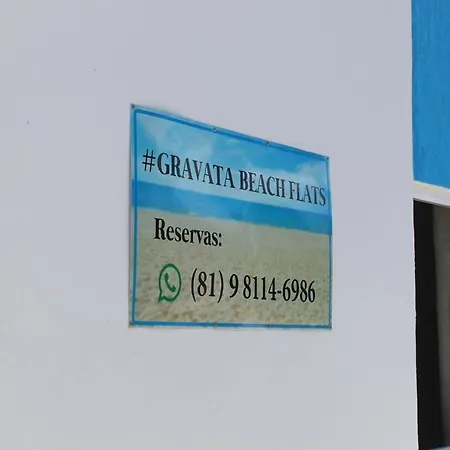 #GRAVATA BEACH FLATS
Reservas:
(81) 9 8114-6986